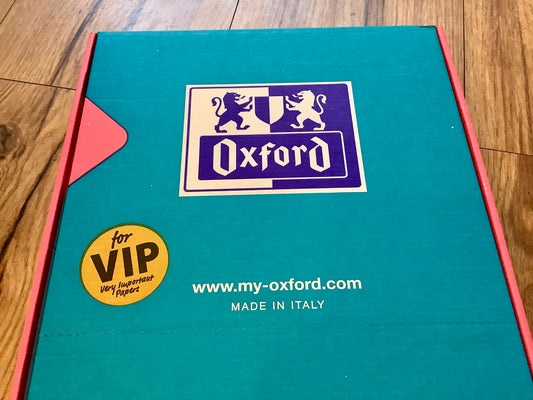 Oxford
for
VIP
Very Important
Papers
www.my-oxford.com
MADE IN ITALY